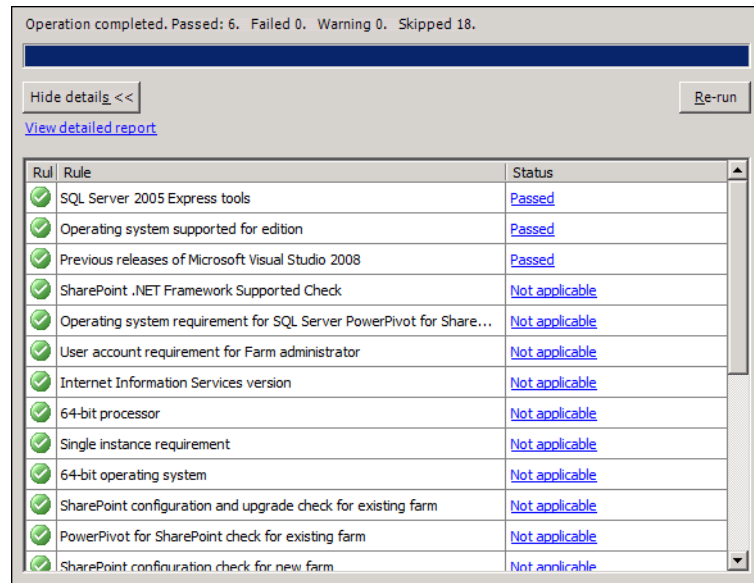 Operation completed. Passed: 6.   Failed 0.   Warning 0.   Skipped 18.
Hide details <<
Re-run
View detailed report
Rul Rule Status
SQL Server 2005 Express tools Passed
Operating system supported for edition Passed
Previous releases of Microsoft Visual Studio 2008 Passed
SharePoint .NET Framework Supported Check Not applicable
Operating system requirement for SQL Server PowerPivot for Share... Not applicable
User account requirement for Farm administrator Not applicable
Internet Information Services version Not applicable
64-bit processor Not applicable
Single instance requirement Not applicable
64-bit operating system Not applicable
SharePoint configuration and upgrade check for existing farm Not applicable
PowerPivot for SharePoint check for existing farm Not applicable
SharePoint configuration check for new farm Not applicable